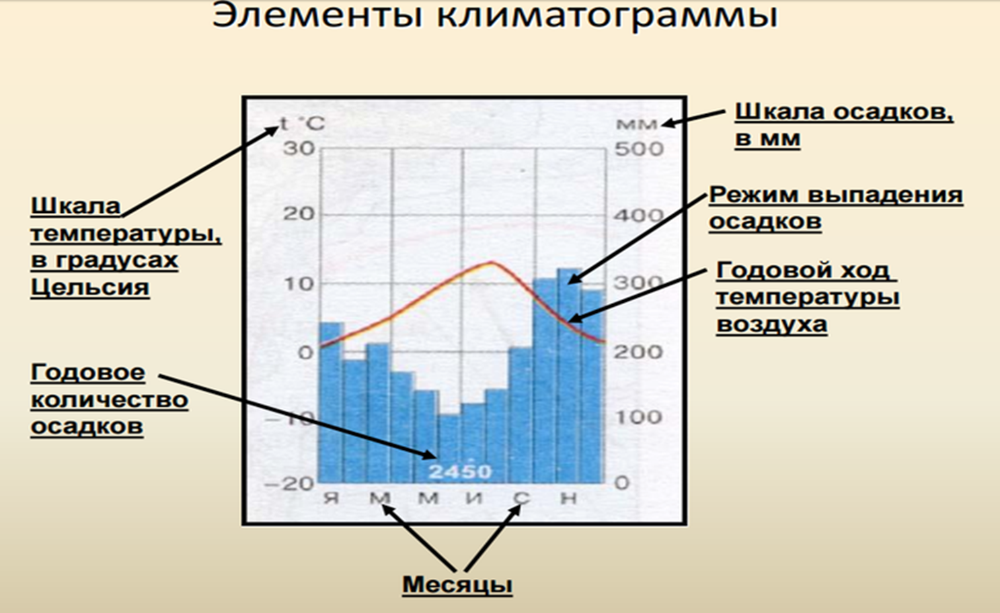 Элементы климатограммы
t °C
мм
Шкала осадков,
в мм
30
500
Режим выпадения
осадков
Шкала
температуры,
в градусах
Цельсия
20
400
Годовой ход
температуры
воздуха
10
300
0
200
Годовое
количество
осадков
-10
100
2450
-20
0
Я М М И С Н
Месяцы